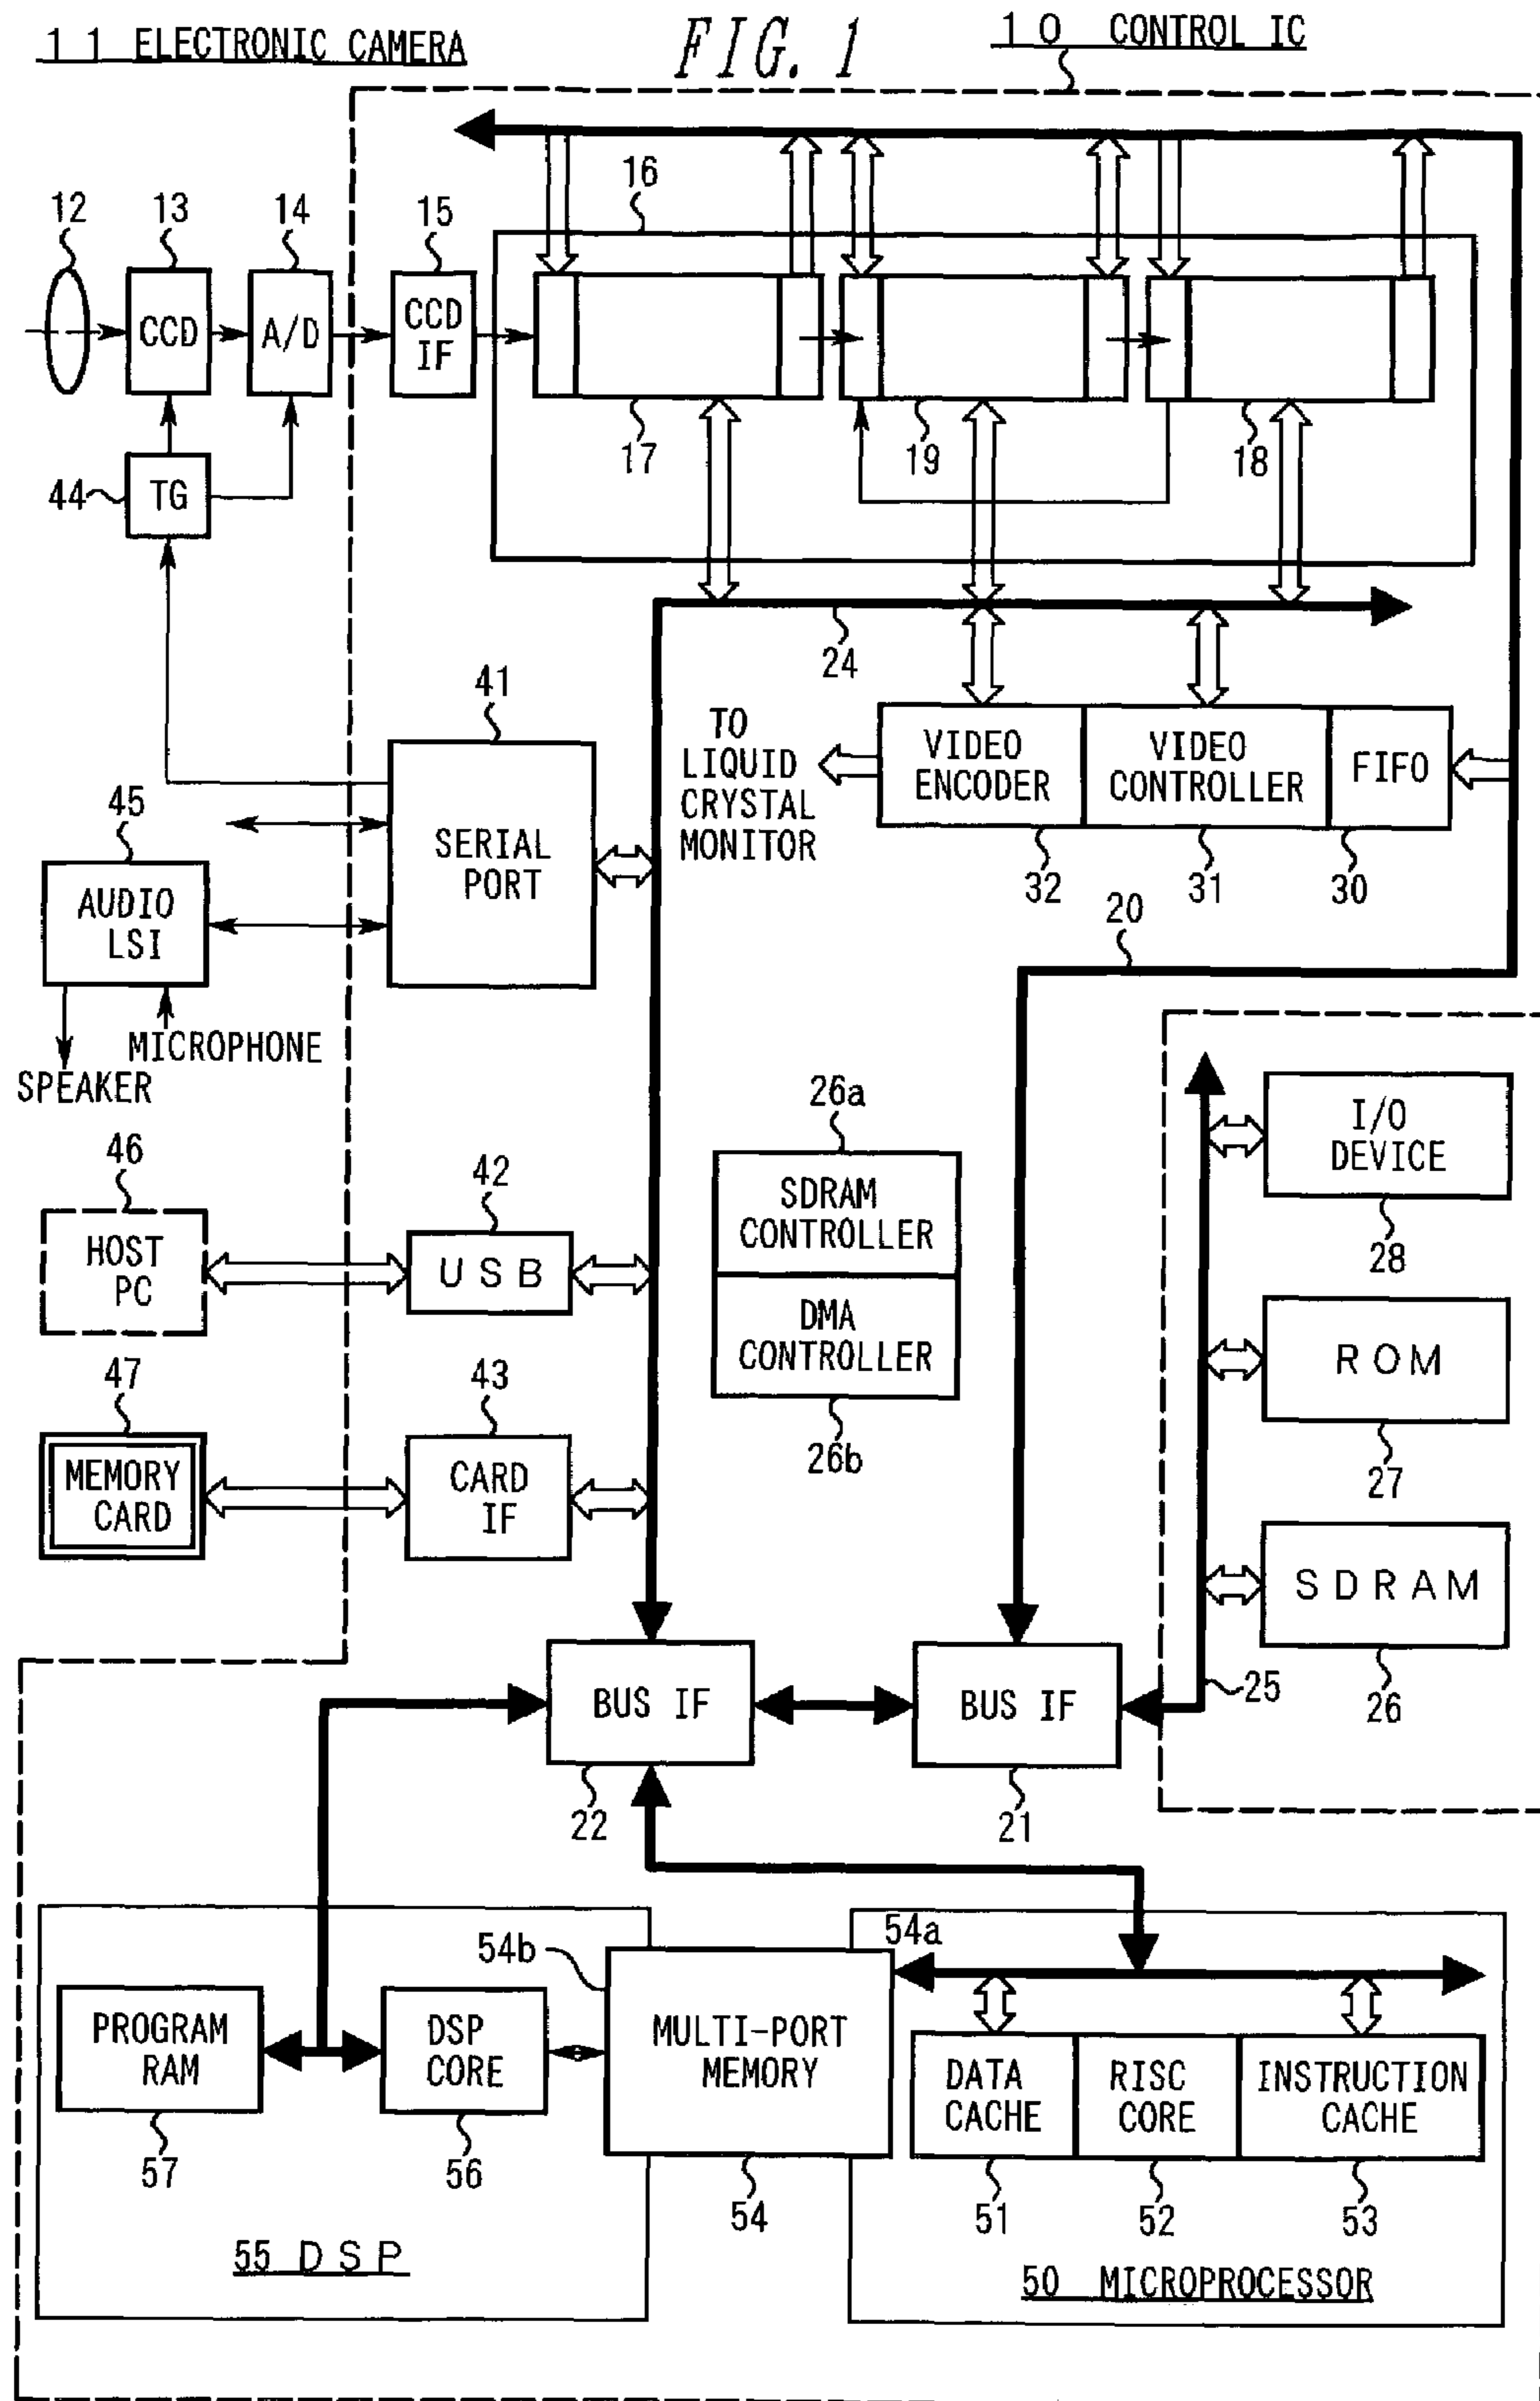 11 ELECTRONIC CAMERA
FIG. 1
10 CONTROL IC
12
13
14
15
16
CCD
A/D
CCD
IF
17
19
18
44
TG
24
41
TO
LIQUID
CRYSTAL
MONITOR
VIDEO
ENCODER
VIDEO
CONTROLLER
FIFO
32
31
30
45
AUDIO
LSI
SERIAL
PORT
20
MICROPHONE
SPEAKER
26a
SDRAM
CONTROLLER
DMA
CONTROLLER
26b
I/O
DEVICE
28
46
HOST
PC
42
USB
ROM
27
47
MEMORY
CARD
43
CARD
IF
SDRAM
26
25
BUS IF
22
BUS IF
21
54b
54a
PROGRAM
RAM
57
DSP
CORE
56
MULTI-PORT
MEMORY
54
DATA
CACHE
51
RISC
CORE
52
INSTRUCTION
CACHE
53
55 DSP
50 MICROPROCESSOR